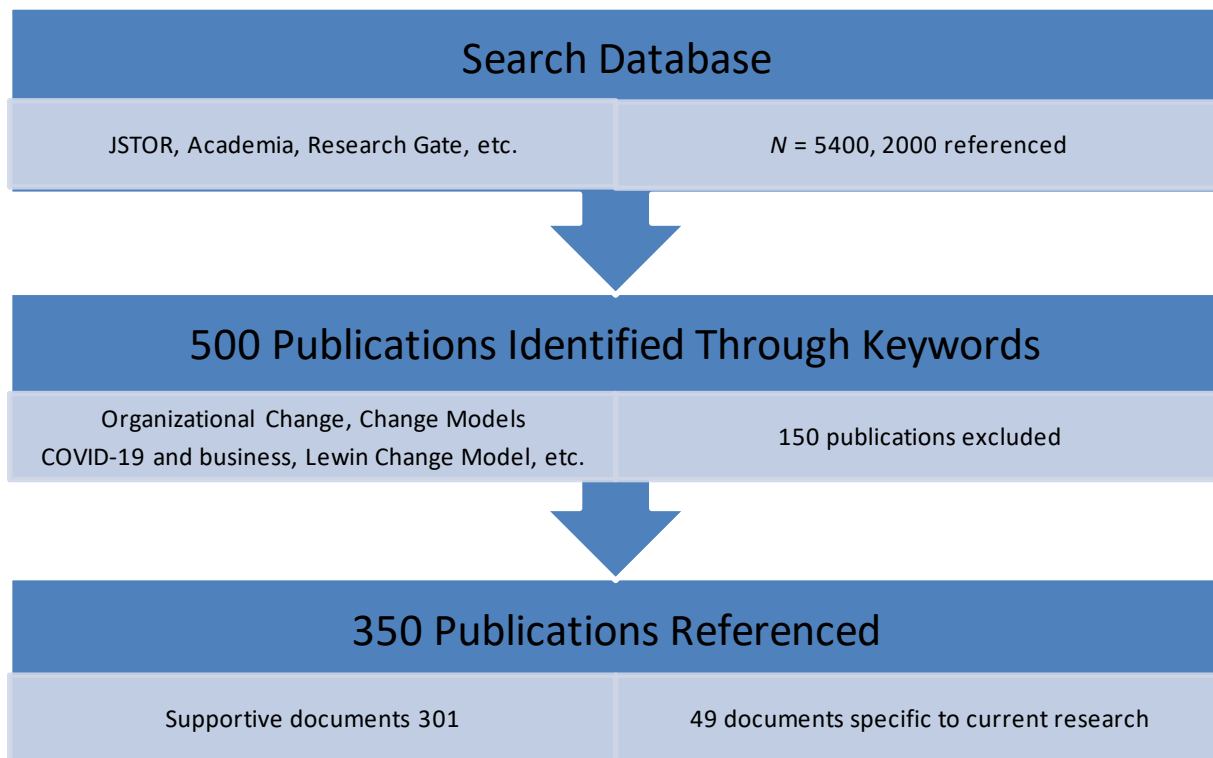 Search Database
JSTOR, Academia, Research Gate, etc.
N = 5400, 2000 referenced
500 Publications Identified Through Keywords
Organizational Change, Change Models
COVID-19 and business, Lewin Change Model, etc.
150 publications excluded
350 Publications Referenced
Supportive documents 301
49 documents specific to current research